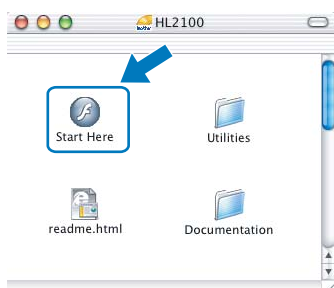 HL2100
Start Here
Utilities
readme.html
Documentation